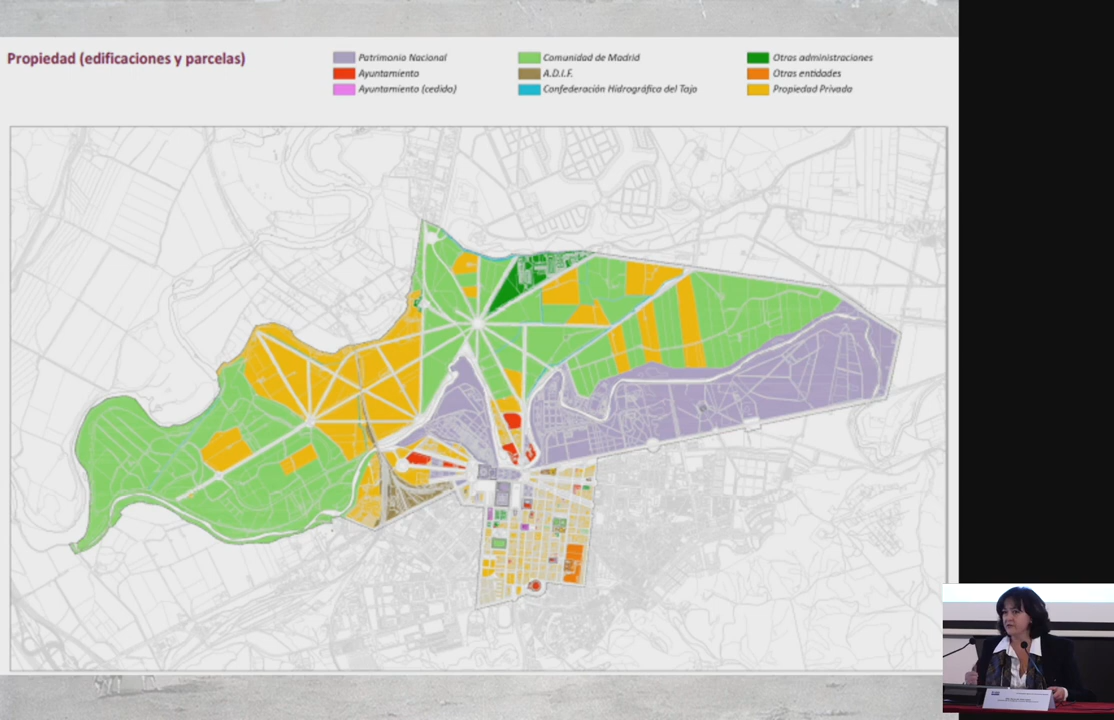 Propiedad (edificaciones y parcelas)
Patrimonio Nacional
Ayuntamiento
Ayuntamiento (cedido)
Comunidad de Madrid
A.D.I.F.
Confederación Hidrográfica del Tajo
Otras administraciones
Otras entidades
Propiedad Privada